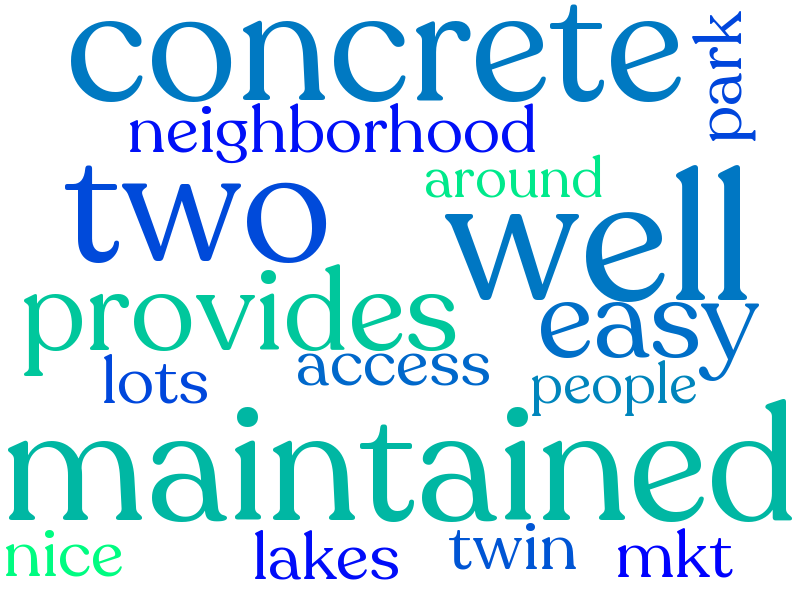 concrete
park
neighborhood
around
two
well
provides
easy
access
lots
people
maintained
nice
lakes
twin
mkt